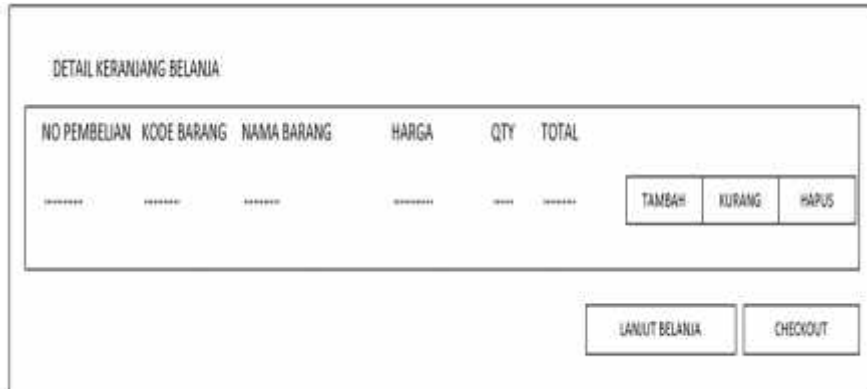 DETAIL KERANJANG BELANJA
NO PEMBELIAN KODE BARANG NAMA BARANG HARGA QTY TOTAL
TAMBAH KURANG HAPUS
LANJUT BELANJA CHECKOUT